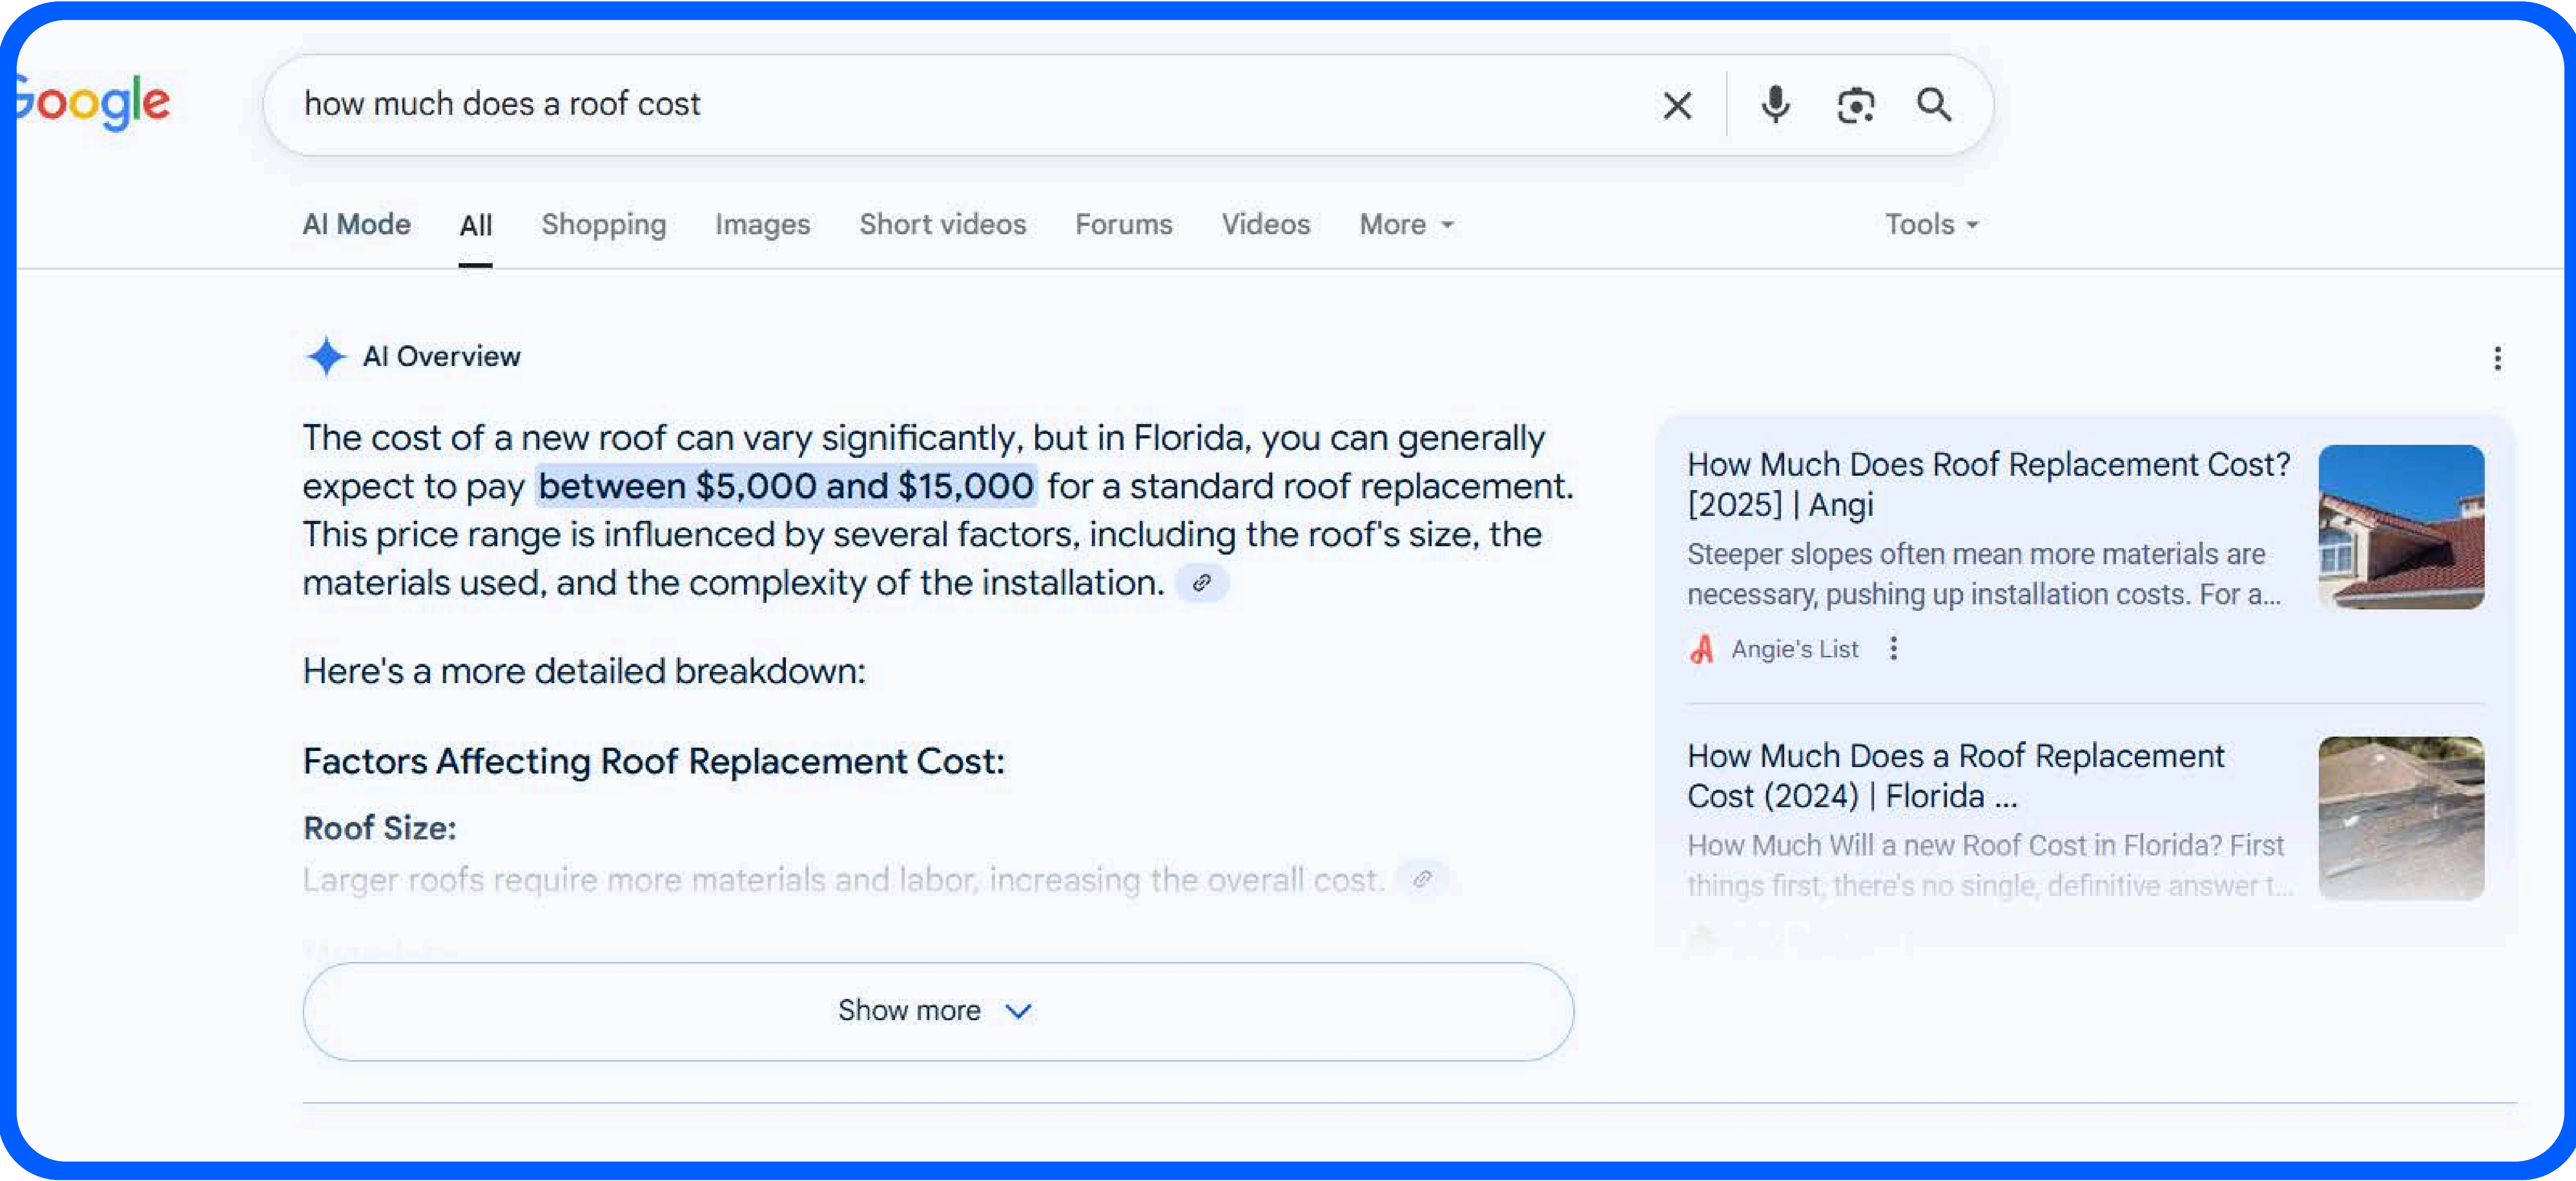 Google
how much does a roof cost
AI Mode All Shopping Images Short videos Forums Videos More Tools
AI Overview
The cost of a new roof can vary significantly, but in Florida, you can generally
expect to pay between $5,000 and $15,000 for a standard roof replacement.
This price range is influenced by several factors, including the roof's size, the
materials used, and the complexity of the installation.
Here's a more detailed breakdown:
Factors Affecting Roof Replacement Cost:
Roof Size:
Larger roofs require more materials and labor, increasing the overall cost.
Show more
How Much Does Roof Replacement Cost?
[2025] | Angi
Steeper slopes often mean more materials are
necessary, pushing up installation costs. For a...
Angie's List
How Much Does a Roof Replacement
Cost (2024) | Florida ...
How Much Will a new Roof Cost in Florida? First
things first, there's no single, definitive answer t...